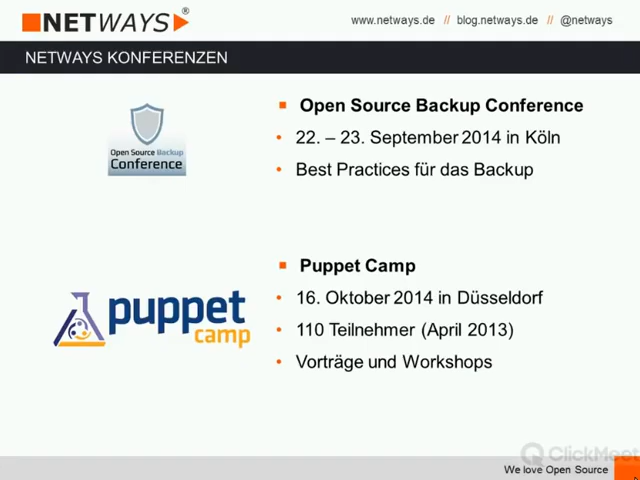 NETWAYS®
www.netways.de // blog.netways.de // @netways
NETWAYS KONFERENZEN
Open Source Backup
Conference
Open Source Backup Conference
22. – 23. September 2014 in Köln
Best Practices für das Backup
puppet
camp
Puppet Camp
16. Oktober 2014 in Düsseldorf
110 Teilnehmer (April 2013)
Vorträge und Workshops
ClickMeet
We love Open Source